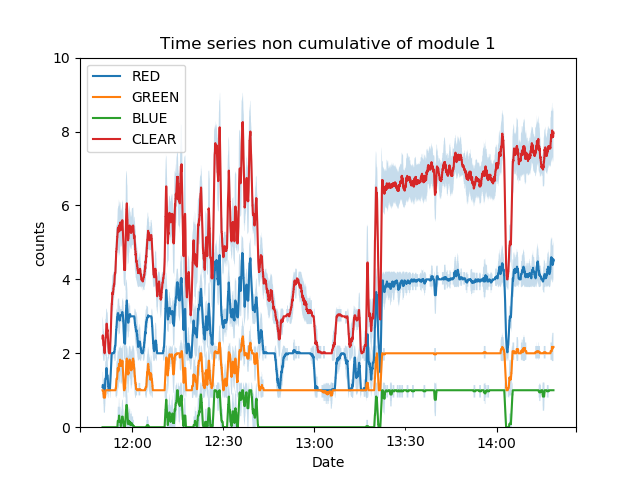 Time series non cumulative of module 1
RED
GREEN
BLUE
CLEAR
counts
10
8
6
4
2
0
12:00 12:30 13:00 13:30 14:00
Date